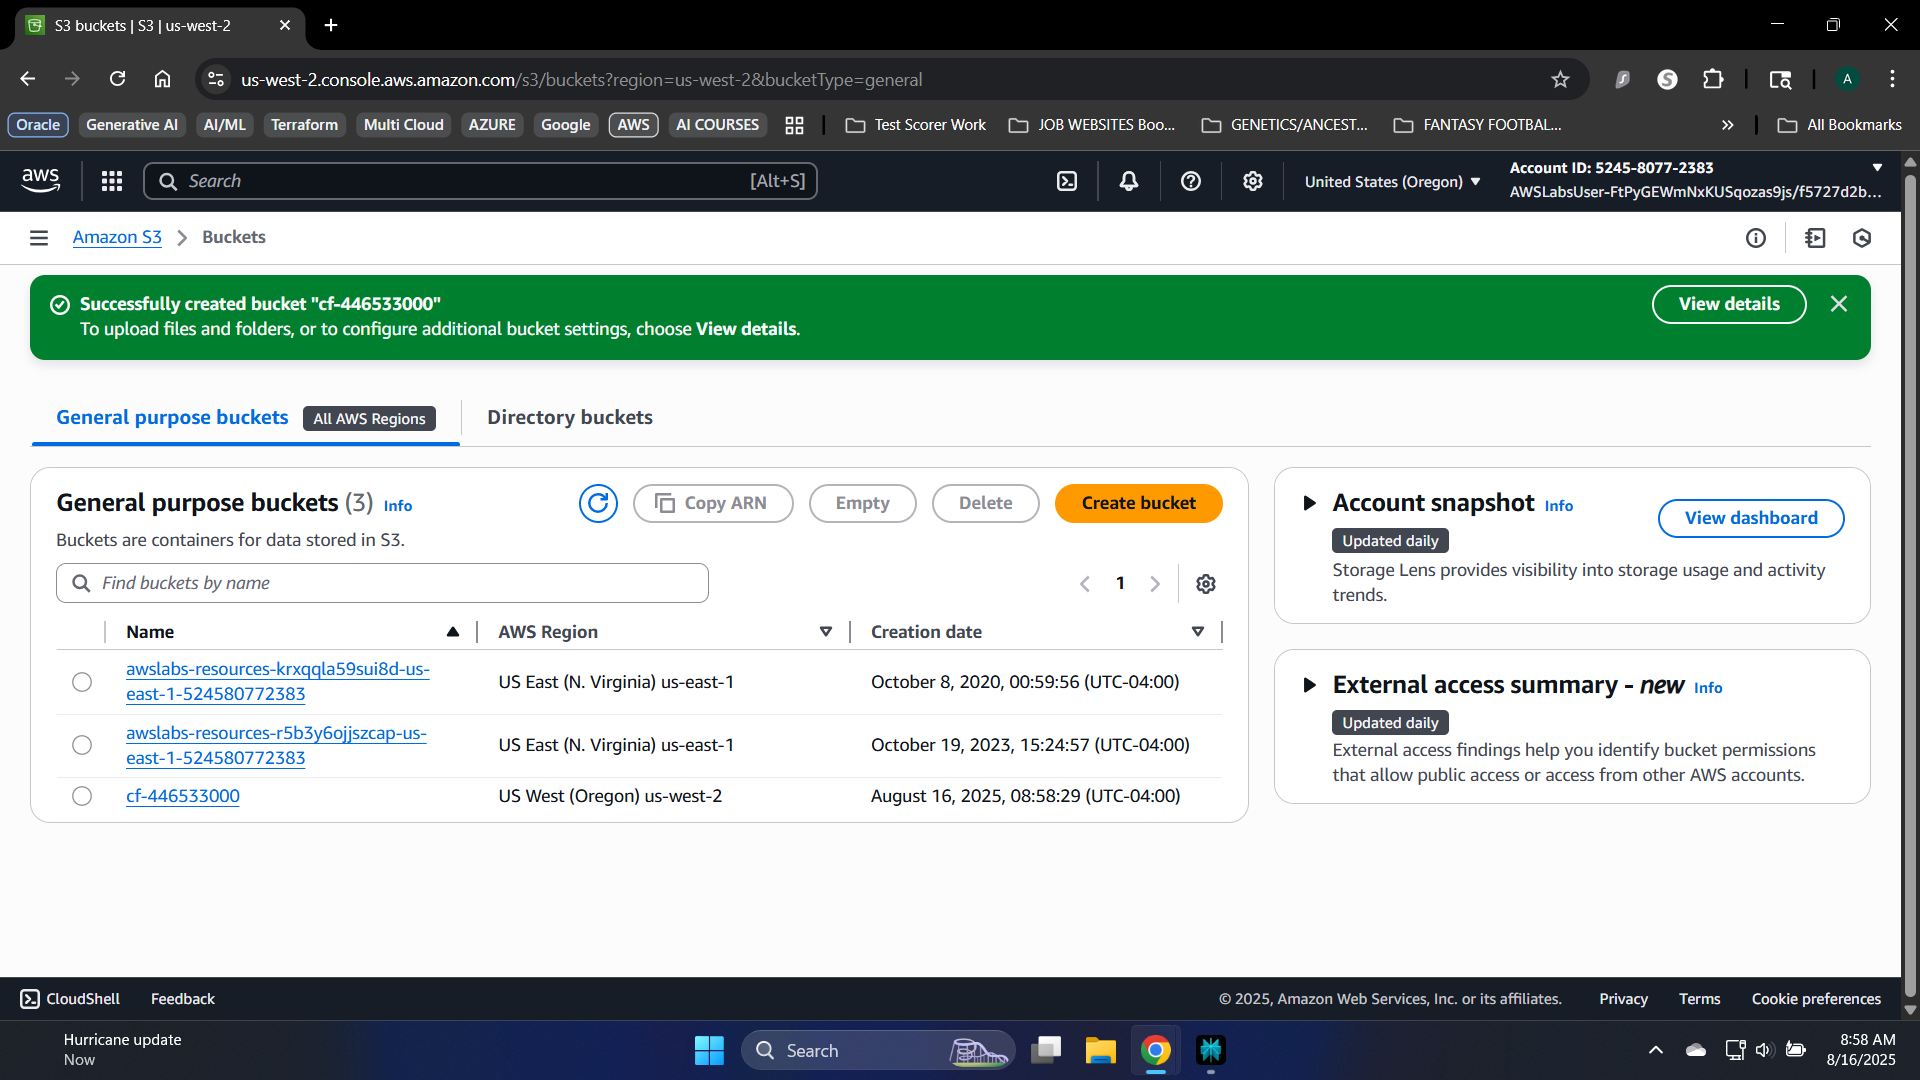 S3 buckets | S3 | us-west-2
us-west-2.console.aws.amazon.com/s3/buckets?region=us-west-2&bucketType=general
A
Oracle
Generative AI
AI/ML
Terraform
Multi Cloud
AZURE
Google
AWS
AI COURSES
Test Scorer Work
JOB WEBSITES Boo...
GENETICS/ANCEST...
FANTASY FOOTBAL...
All Bookmarks
aws
Search
[Alt+S]
United States (Oregon)
Account ID: 5245-8077-2383
AWSLabsUser-FtPyGEWmNxKUSqozas9js/f5727d2b...
Amazon S3
Buckets
Successfully created bucket "cf-446533000"
To upload files and folders, or to configure additional bucket settings, choose View details.
View details
General purpose buckets
All AWS Regions
Directory buckets
General purpose buckets (3) Info
Copy ARN
Empty
Delete
Create bucket
Buckets are containers for data stored in S3.
Find buckets by name
1
Name
AWS Region
Creation date
awslabs-resources-krxqqla59sui8d-us-
east-1-524580772383
US East (N. Virginia) us-east-1
October 8, 2020, 00:59:56 (UTC-04:00)
awslabs-resources-r5b3y6ojjszcap-us-
east-1-524580772383
US East (N. Virginia) us-east-1
October 19, 2023, 15:24:57 (UTC-04:00)
cf-446533000
US West (Oregon) us-west-2
August 16, 2025, 08:58:29 (UTC-04:00)
Account snapshot Info
View dashboard
Updated daily
Storage Lens provides visibility into storage usage and activity
trends.
External access summary - new Info
Updated daily
External access findings help you identify bucket permissions
that allow public access or access from other AWS accounts.
CloudShell
Feedback
© 2025, Amazon Web Services, Inc. or its affiliates.
Privacy
Terms
Cookie preferences
Hurricane update
Now
Search
8:58 AM
8/16/2025